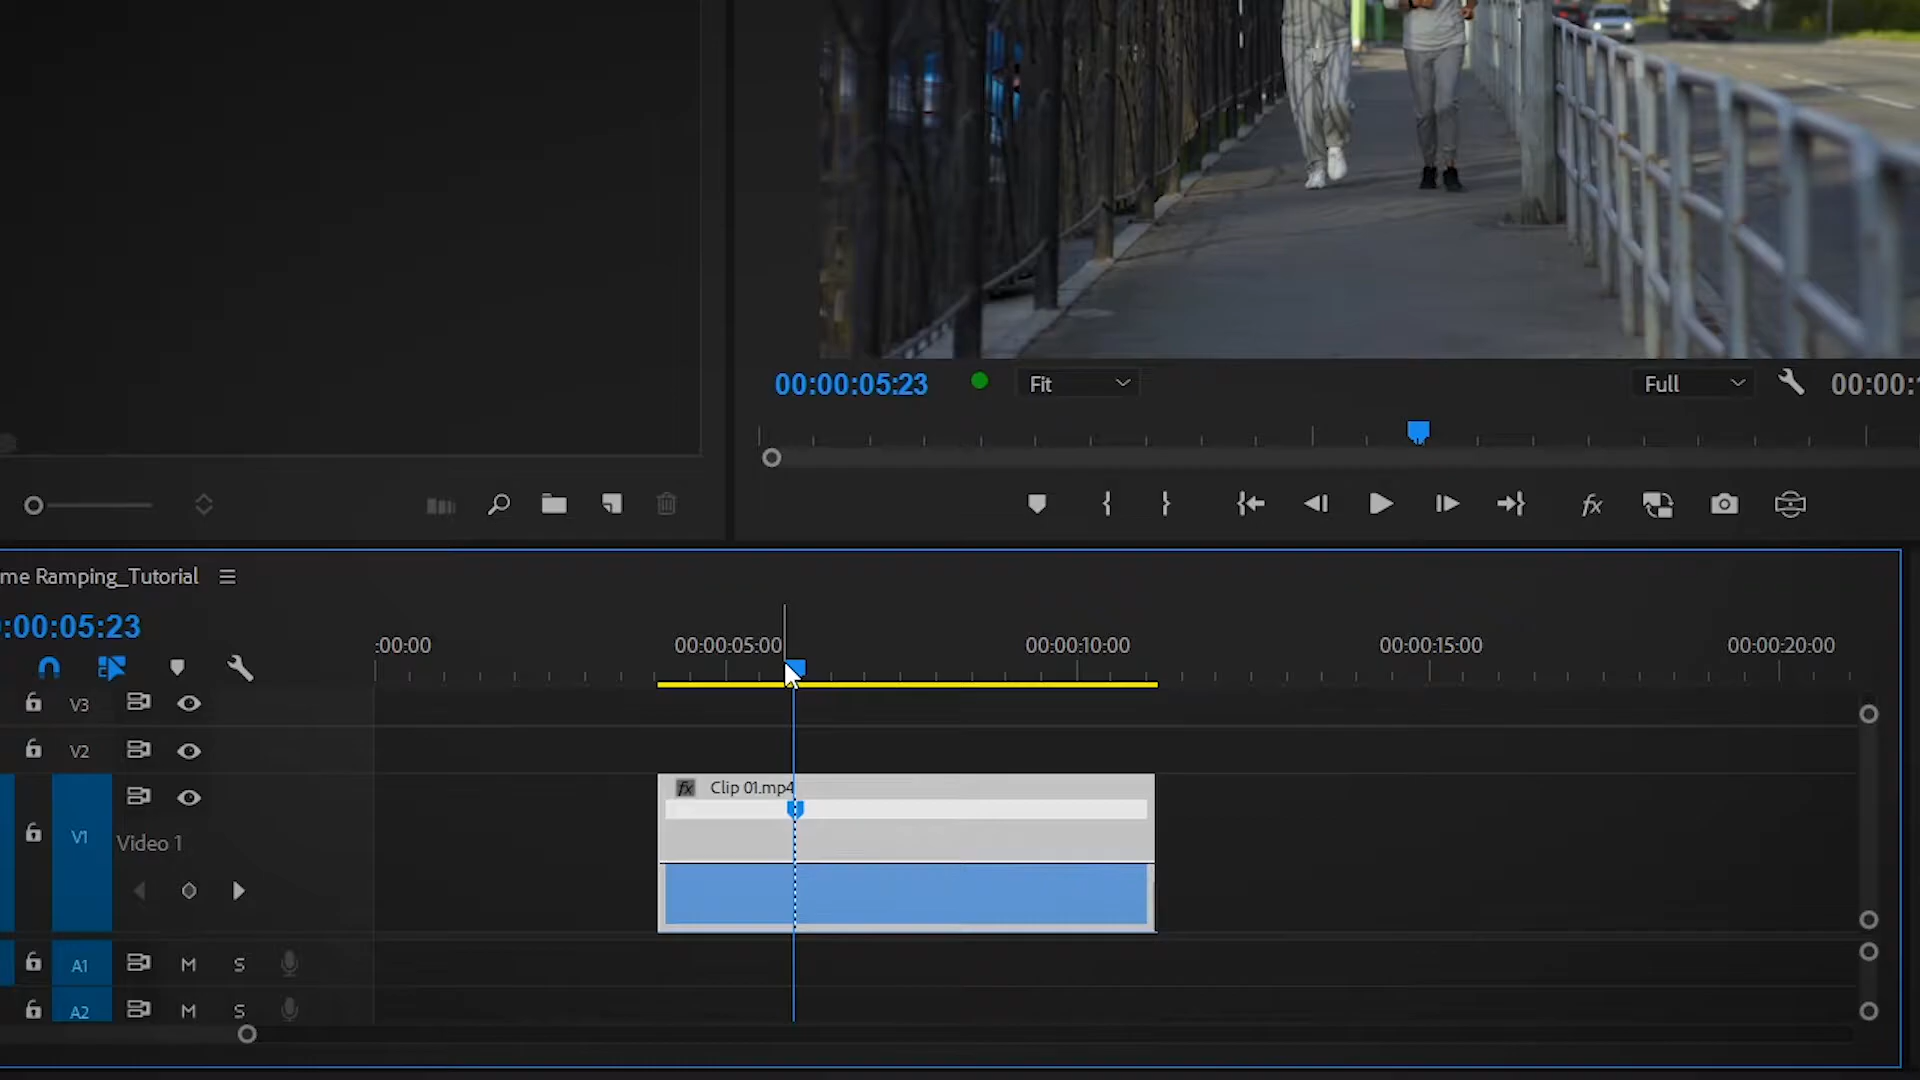 00:00:05:23
Fit
Full
00:00:
fx
me Ramping_Tutorial
:00:05:23
:00:00
00:00:05:00
00:00:10:00
00:00:15:00
00:00:20:00
V3
V2
fx Clip 01.mp4
V1
Video 1
A1 M S
A2 M S